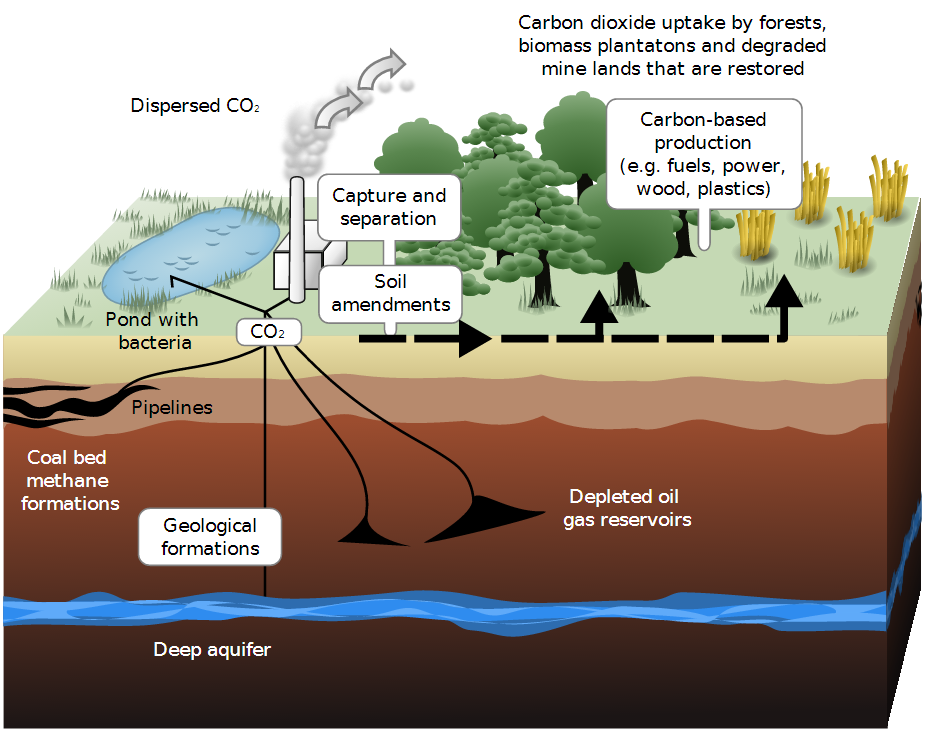 Carbon dioxide uptake by forests,
biomass plantatons and degraded
mine lands that are restored
Dispersed CO₂
Carbon-based
production
(e.g. fuels, power,
wood, plastics)
Capture and
separation
Soil
amendments
Pond with
bacteria
CO₂
Pipelines
Coal bed
methane
formations
Geological
formations
Depleted oil
gas reservoirs
Deep aquifer